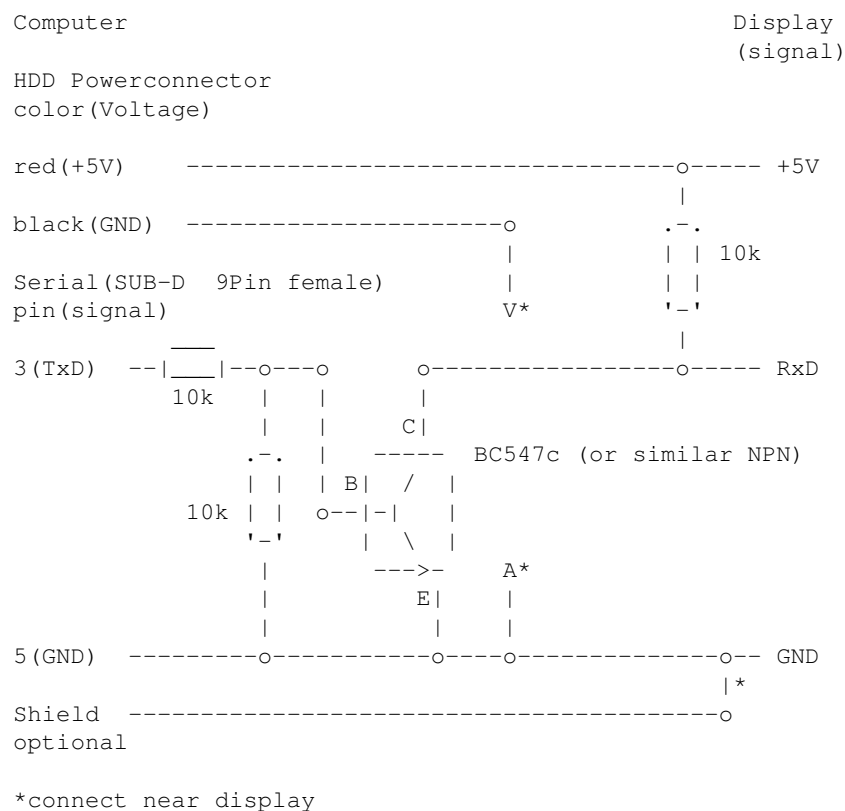 Computer Display
(signal)
HDD Powerconnector
color(Voltage)
red(+5V) +5V
black(GND)
10k
Serial(SUB-D 9Pin female)
pin(signal) V*
3(TxD) RxD
10k
C
BC547c (or similar NPN)
B
10k
A*
E
5(GND) GND
*
Shield
optional
*connect near display